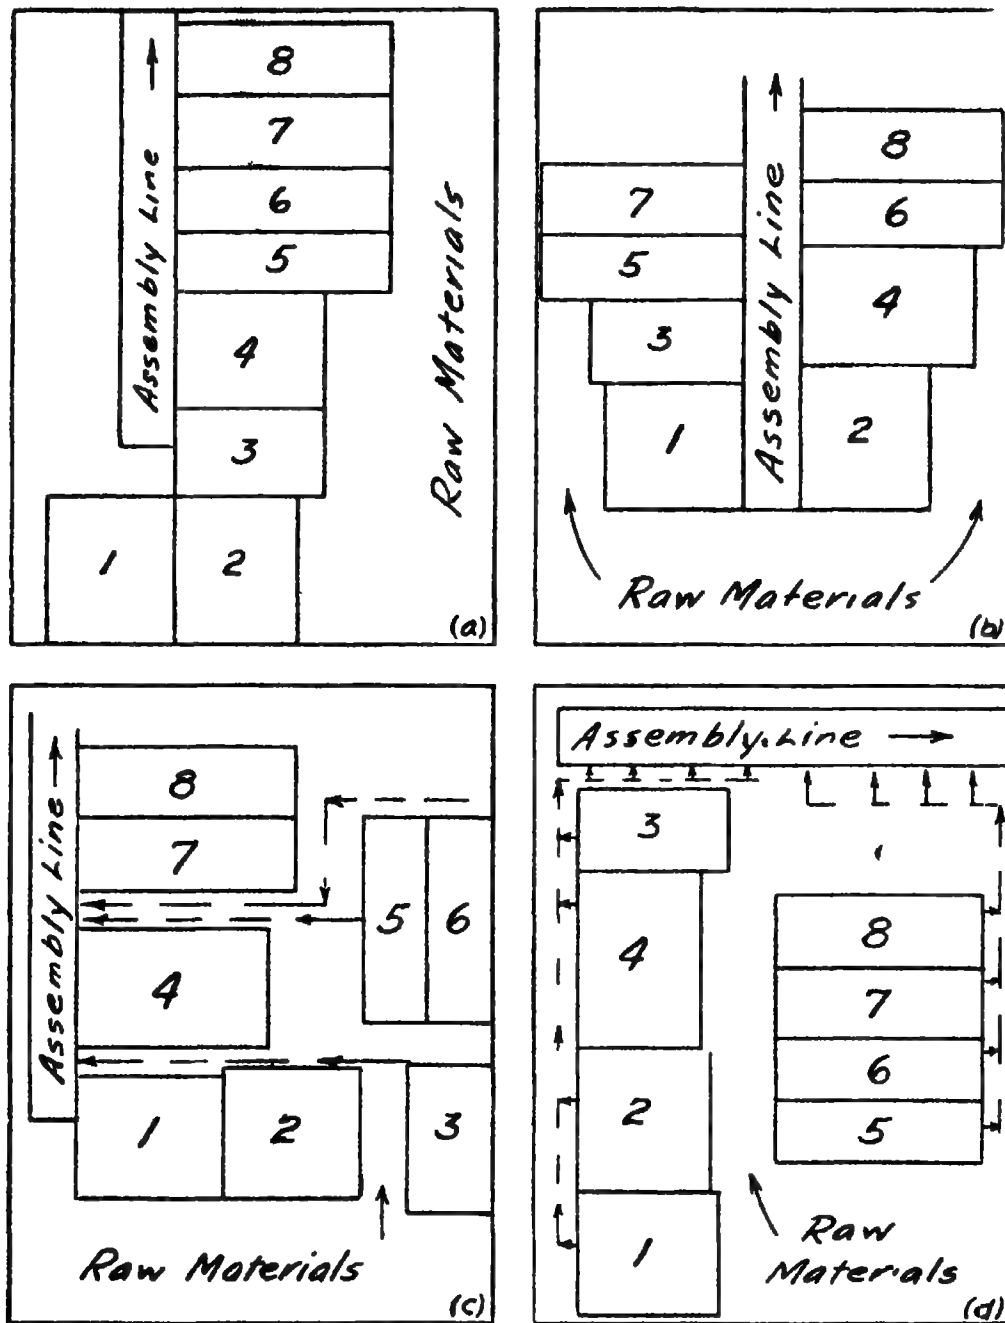 8
7
6
5
4
3
1 2
Assembly Line
Raw Materials
(a)
8
7
6
5
4
3
1
2
Assembly Line
Raw Materials
(b)
8
7
5 6
4
3
1 2
Assembly Line
Raw Materials
(c)
Assembly Line
3
4
8
7
2
6
5
1
Raw
Materials
(d)